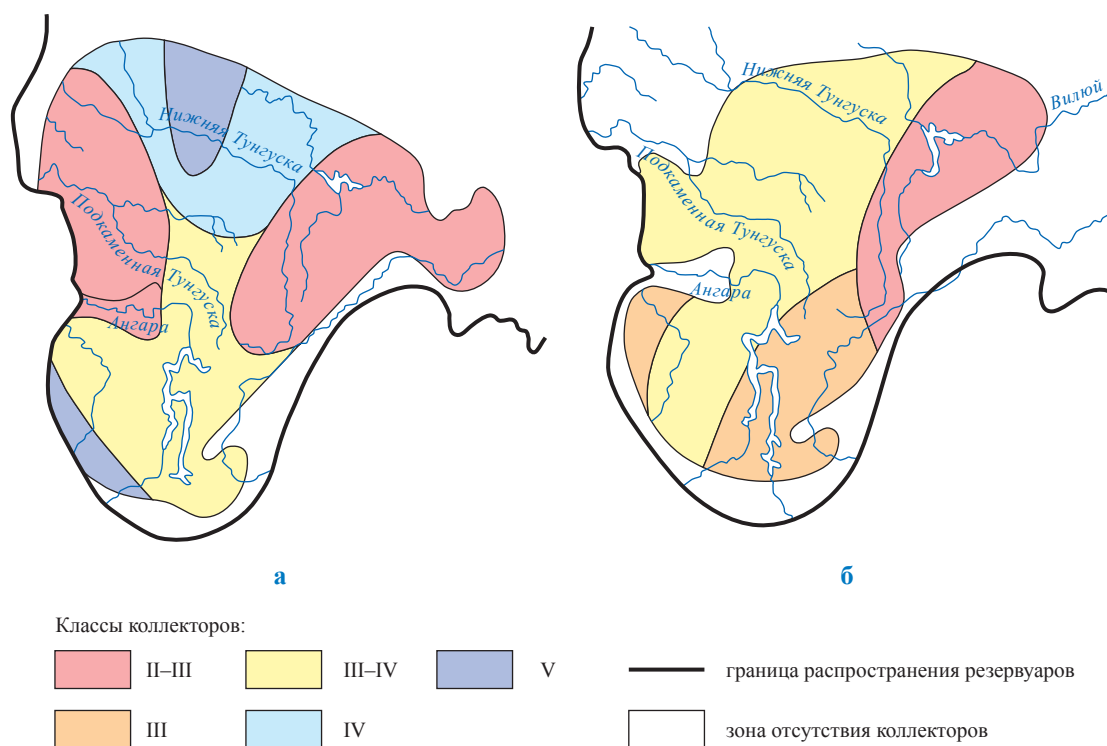 Нижняя Тунгуска
Подкаменная Тунгуска
Ангара
а
Нижняя Тунгуска
Вилюй
Подкаменная Тунгуска
Ангара
б
Классы коллекторов:
II–III
III–IV
V
граница распространения резервуаров
III
IV
зона отсутствия коллекторов